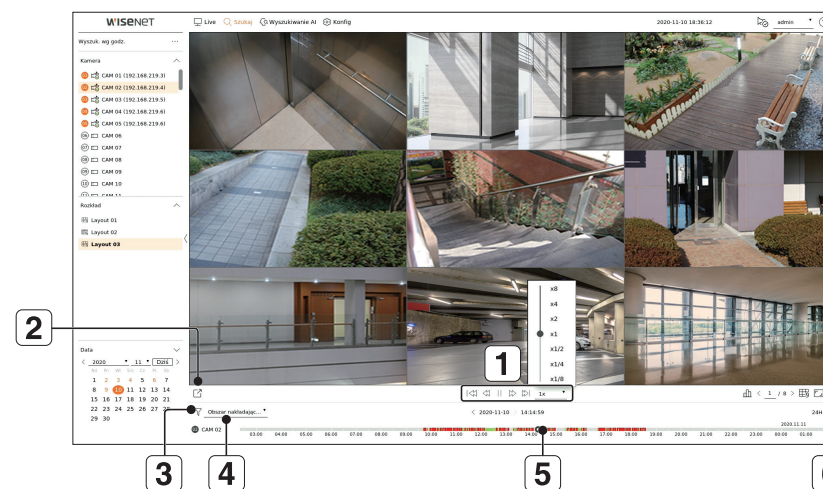 WISENET
Live Szukaj Wyszukiwanie AI Konfig 2020-11-10 18:36:12 admin
Wyszuk. wg godz. ...
Kamera
CAM 01 (192.168.219.3)
CAM 02 (192.168.219.4)
CAM 03 (192.168.219.5)
CAM 04 (192.168.219.6)
CAM 05 (192.168.219.6)
06 CAM 06
07 CAM 07
08 CAM 08
09 CAM 09
10 CAM 10
CAM 11
Rozkład
Layout 01
Layout 02
Layout 03
x8
x4
x2
x1
x1/2
x1/4
x1/8
1
2
Data
< 2020 11 Dziś >
1 2 3 4 5 6 7
8 9 10 11 12 13 14
15 16 17 18 19 20 21
22 23 24 25 26 27 28
29 30
1x
< 1 / 8 >
Obszar nakładając...
< 2020-11-10 14:14:59
24H
CAM 02
2020.11.11
03:00 04:00 05:00 06:00 07:00 08:00 09:00 10:00 11:00 12:00 13:00 14:00 15:00 16:00 17:00 18:00 19:00 20:00 21:00 22:00 23:00 00:00 01:00
3 4 5